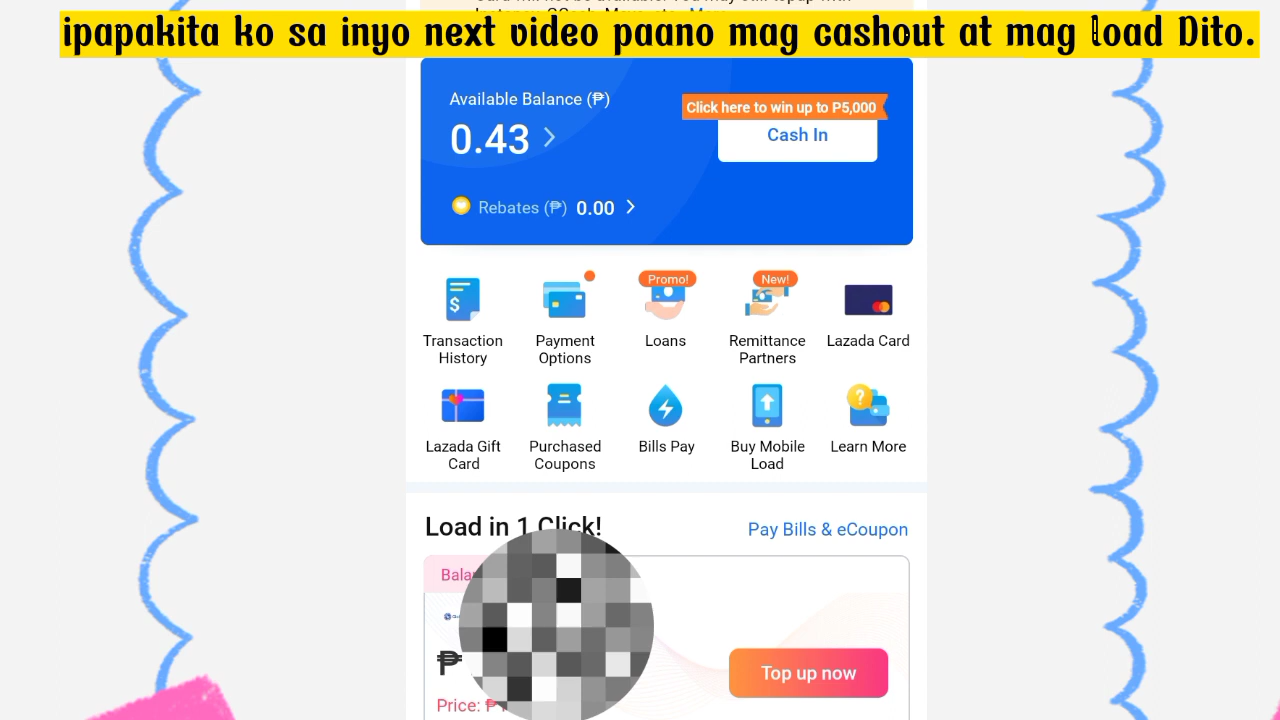 ipapakita ko sa inyo next video paano mag cashout at mag load Dito.
Available Balance (₱)
Click here to win up to P5,000
0.43
Cash In
Rebates (₱) 0.00
Promo!
New!
Transaction History
Payment Options
Loans
Remittance Partners
Lazada Card
Lazada Gift Card
Purchased Coupons
Bills Pay
Buy Mobile Load
Learn More
Load in 1 Click!
Pay Bills & eCoupon
₱
Top up now
Price: ₱